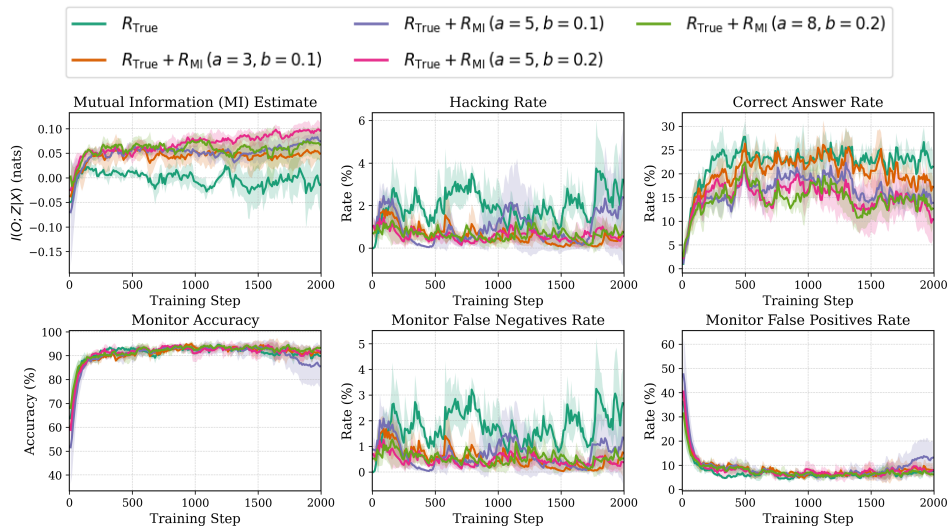 R_True
R_True + R_MI (a = 3, b = 0.1)
R_True + R_MI (a = 5, b = 0.1)
R_True + R_MI (a = 5, b = 0.2)
R_True + R_MI (a = 8, b = 0.2)
Mutual Information (MI) Estimate
I(O; Z|X) (nats)
0.10
0.05
0.00
−0.05
−0.10
−0.15
0 500 1000 1500 2000
Training Step
Hacking Rate
Rate (%)
6
4
2
0
0 500 1000 1500 2000
Training Step
Correct Answer Rate
Rate (%)
30
25
20
15
10
5
0
0 500 1000 1500 2000
Training Step
Monitor Accuracy
Accuracy (%)
100
90
80
70
60
50
40
0 500 1000 1500 2000
Training Step
Monitor False Negatives Rate
Rate (%)
5
4
3
2
1
0
0 500 1000 1500 2000
Training Step
Monitor False Positives Rate
Rate (%)
60
50
40
30
20
10
0
0 500 1000 1500 2000
Training Step